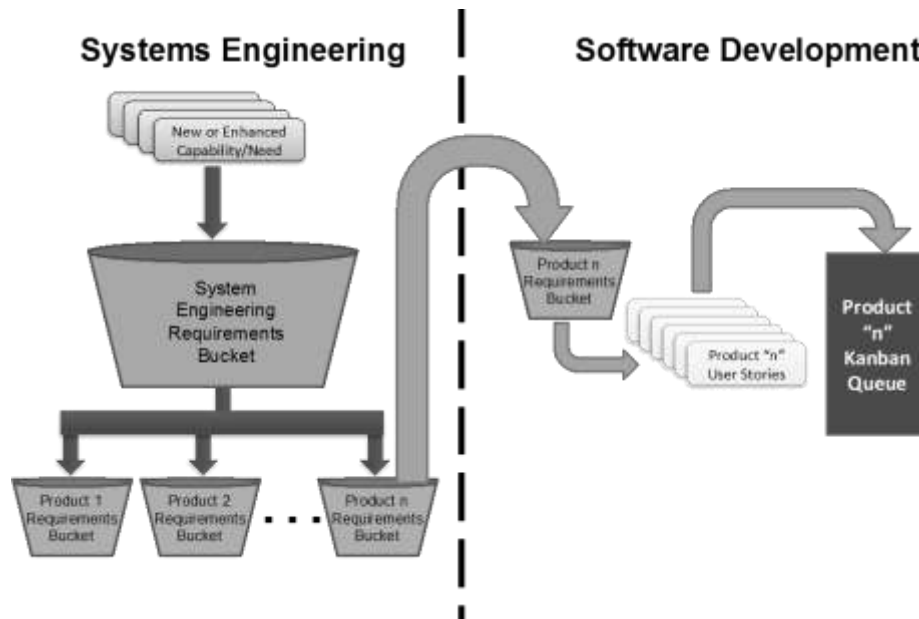 Systems Engineering
Software Development
New or Enhanced
Capability/Need
System
Engineering
Requirements
Bucket
Product 1
Requirements
Bucket
Product 2
Requirements
Bucket
Product n
Requirements
Bucket
Product n
Requirements
Bucket
Product “n”
User Stories
Product
“n”
Kanban
Queue